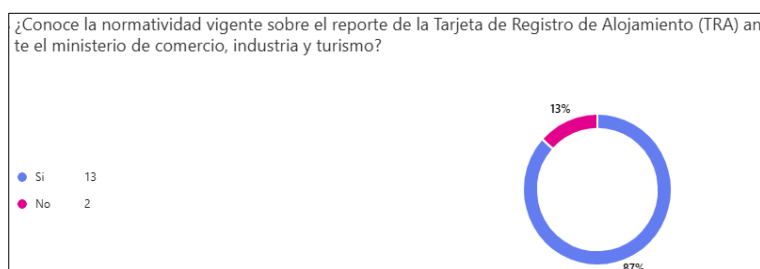 ¿Conoce la normatividad vigente sobre el reporte de la Tarjeta de Registro de Alojamiento (TRA) an
te el ministerio de comercio, industria y turismo?
13%
Si 13
No 2
87%